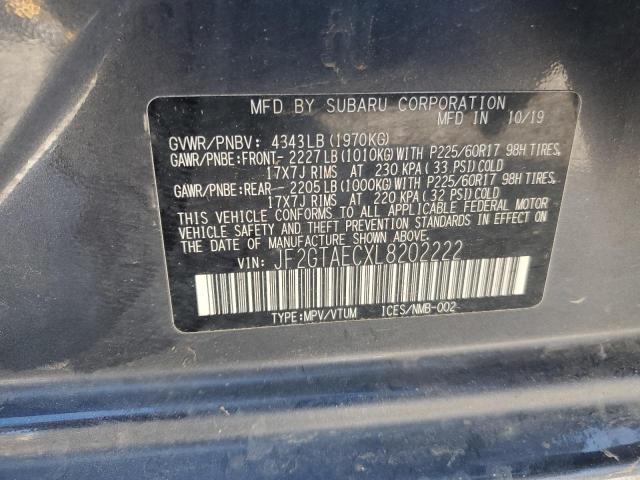 MFD BY SUBARU CORPORATION
MFD IN 10/19
GVWR/PNBV: 4343LB(1970KG)
GAWR/PNBE:FRONT- 2227LB(1010KG)WITH P225/60R17 98H TIRES,
17X7J RIMS AT 230 KPA(33 PSI)COLD
GAWR/PNBE:REAR - 2205LB(1000KG)WITH P225/60R17 98H TIRES,
17X7J RIMS AT 220 KPA(32 PSI)COLD
THIS VEHICLE CONFORMS TO ALL APPLICABLE FEDERAL MOTOR
VEHICLE SAFETY AND THEFT PREVENTION STANDARDS IN EFFECT ON
THE DATE OF MANUFACTURE SHOWN ABOVE.
VIN: JF2GTAECXL8202222
TYPE:MPV/VTUM ICES/NMB-002